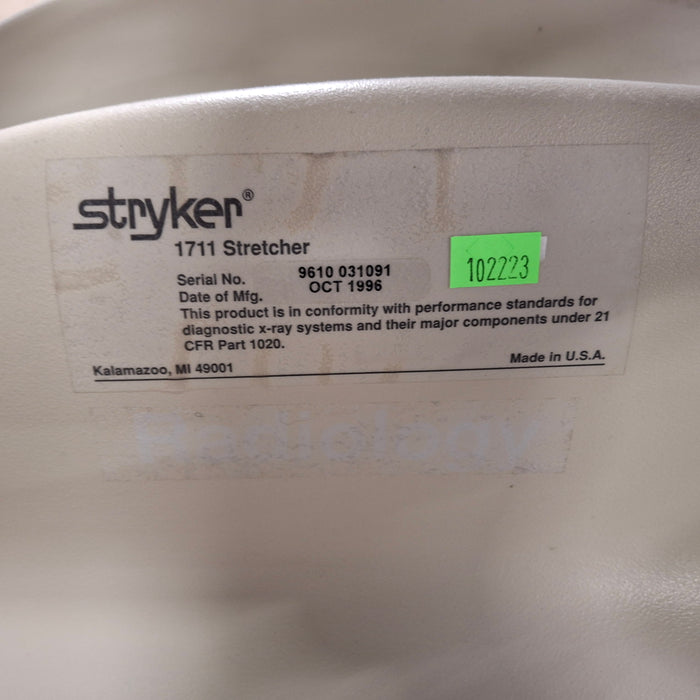 stryker®
1711 Stretcher
Serial No. 9610 031091
Date of Mfg. OCT 1996
102223
This product is in conformity with performance standards for
diagnostic x-ray systems and their major components under 21
CFR Part 1020.
Kalamazoo, MI 49001
Made in U.S.A.
Radiology